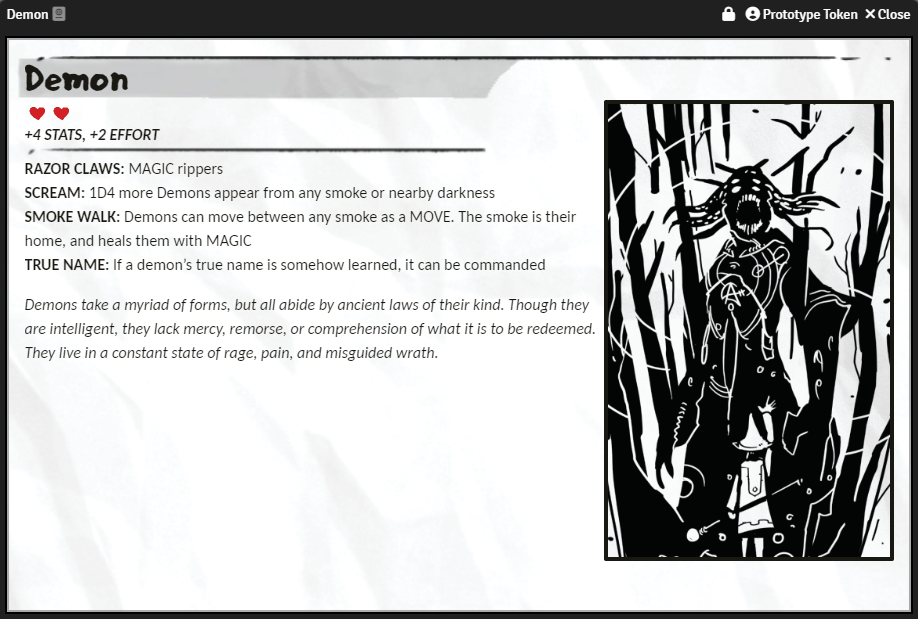 Demon
Prototype Token
Close
Demon
+4 STATS, +2 EFFORT
RAZOR CLAWS: MAGIC rippers
SCREAM: 1D4 more Demons appear from any smoke or nearby darkness
SMOKE WALK: Demons can move between any smoke as a MOVE. The smoke is their
home, and heals them with MAGIC
TRUE NAME: If a demon’s true name is somehow learned, it can be commanded
Demons take a myriad of forms, but all abide by ancient laws of their kind. Though they
are intelligent, they lack mercy, remorse, or comprehension of what it is to be redeemed.
They live in a constant state of rage, pain, and misguided wrath.